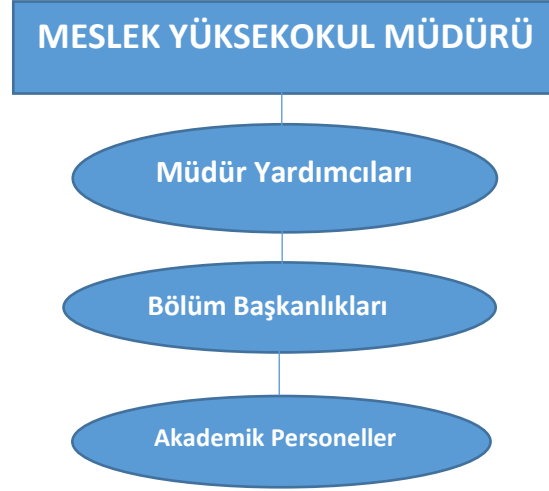 MESLEK YÜKSEKOKUL MÜDÜRÜ
Müdür Yardımcıları
Bölüm Başkanlıkları
Akademik Personeller